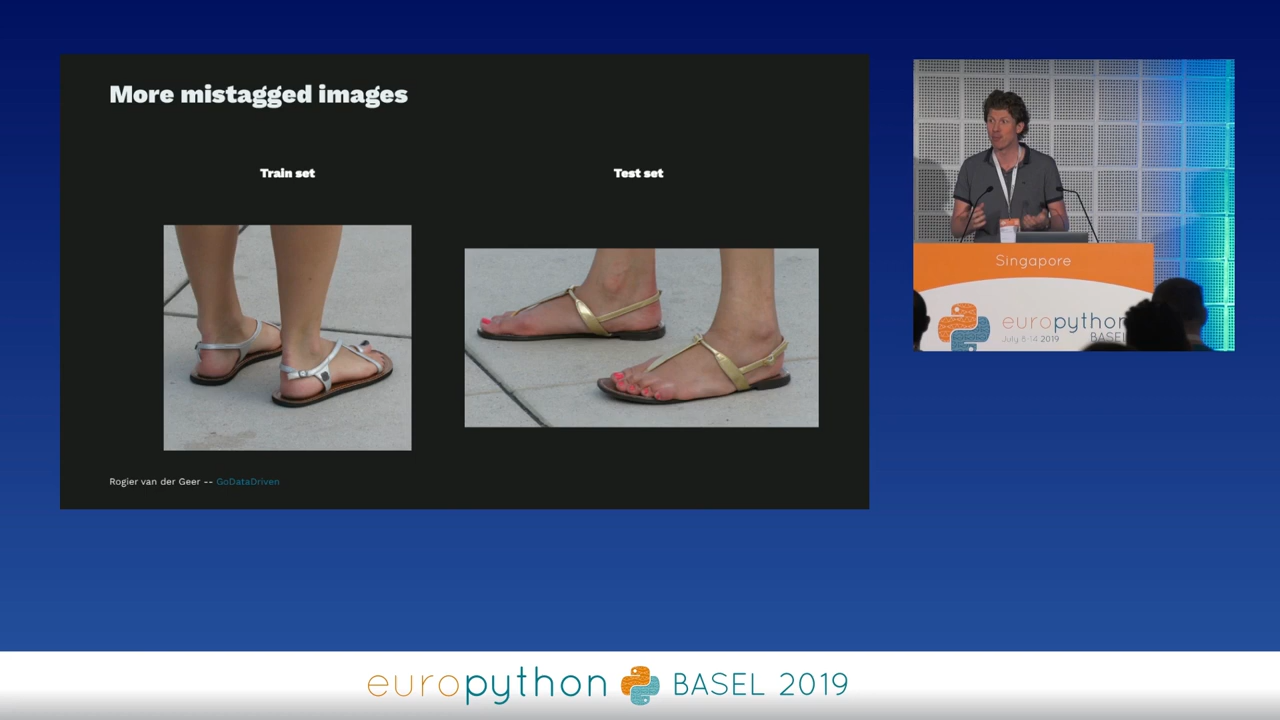 More mistagged images
Train set
Test set
Rogier van der Geer -- GoDataDriven
Singapore
europython
July 8-14 2019
BASEL
europython BASEL 2019